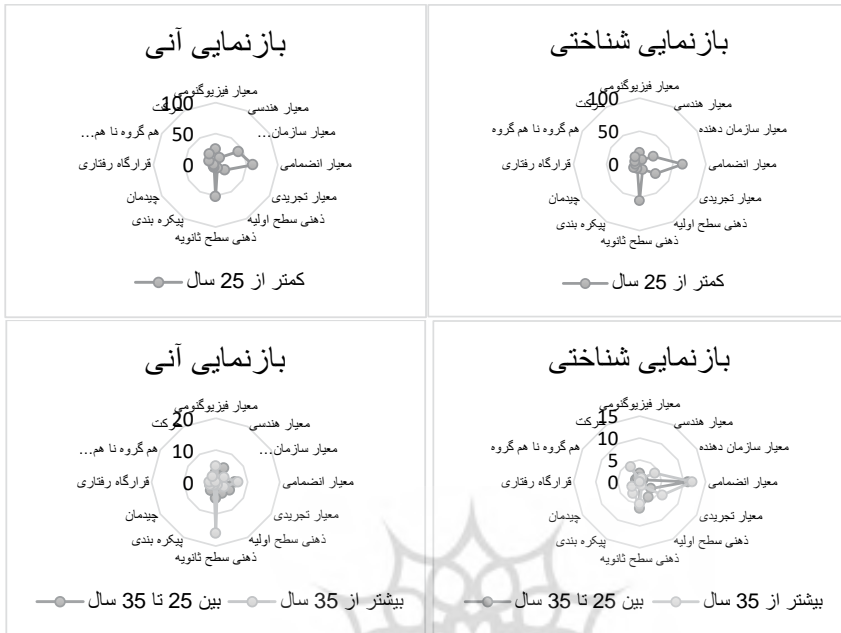 بازنمایی شناختی
معیار فیزیوگنومی
معیار هندسی
معیار سازمان دهنده
معیار انضمامی
معیار تجریدی
ذهنی سطح اولیه
ذهنی سطح ثانویه
پیکره بندی
چیدمان
قرارگاه رفتاری
هم گروه نا هم گروه
حرکت
100
50
0
کمتر از 25 سال
بازنمایی آنی
معیار فیزیوگنومی
معیار هندسی
معیار سازمان...
معیار انضمامی
معیار تجریدی
ذهنی سطح اولیه
ذهنی سطح ثانویه
پیکره بندی
چیدمان
قرارگاه رفتاری
هم گروه نا هم...
حرکت
100
50
0
کمتر از 25 سال
بازنمایی شناختی
معیار فیزیوگنومی
معیار هندسی
معیار سازمان دهنده
معیار انضمامی
معیار تجریدی
ذهنی سطح اولیه
ذهنی سطح ثانویه
پیکره بندی
چیدمان
قرارگاه رفتاری
هم گروه نا هم گروه
حرکت
15
10
5
0
بیشتر از 35 سال بین 25 تا 35 سال
بازنمایی آنی
معیار فیزیوگنومی
معیار هندسی
معیار سازمان...
معیار انضمامی
معیار تجریدی
ذهنی سطح اولیه
ذهنی سطح ثانویه
پیکره بندی
چیدمان
قرارگاه رفتاری
هم گروه نا هم...
حرکت
20
10
0
بیشتر از 35 سال بین 25 تا 35 سال